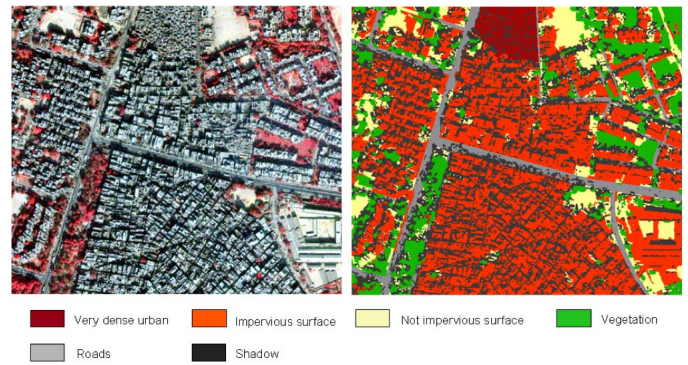 Very dense urban Impervious surface Not impervious surface Vegetation
Roads Shadow